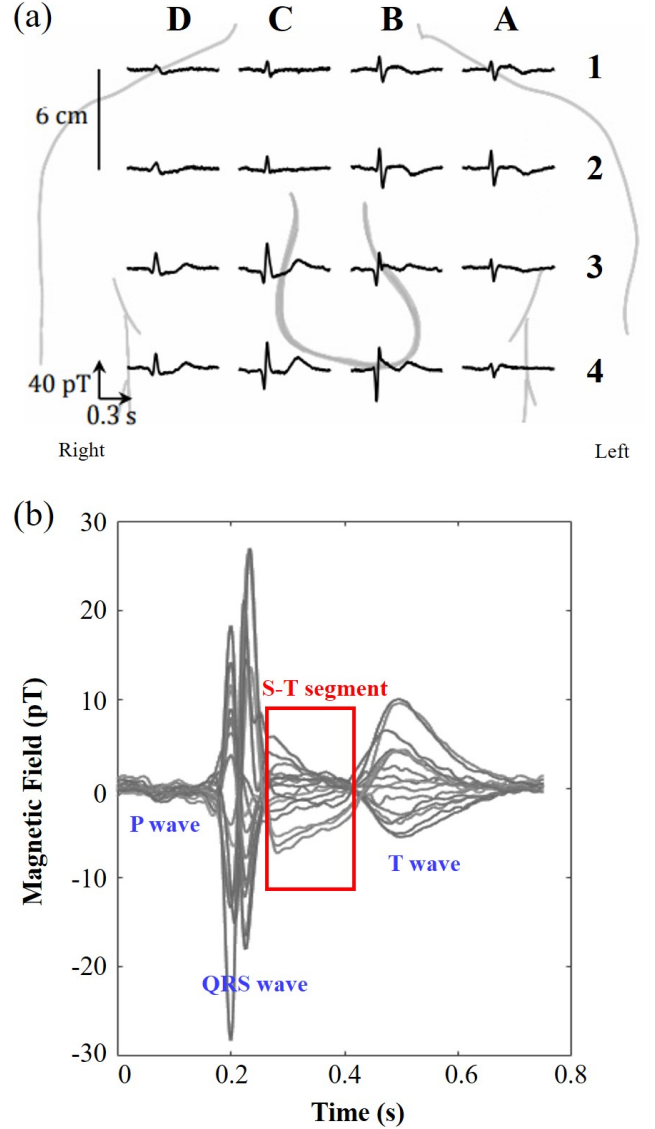 (a)
D C B A
1
6 cm
2
3
4
40 pT
0.3 s
Right
Left
(b)
30
20
S-T segment
10
0
P wave
T wave
-10
-20
QRS wave
-30
0 0.2 0.4 0.6 0.8
Magnetic Field (pT)
Time (s)